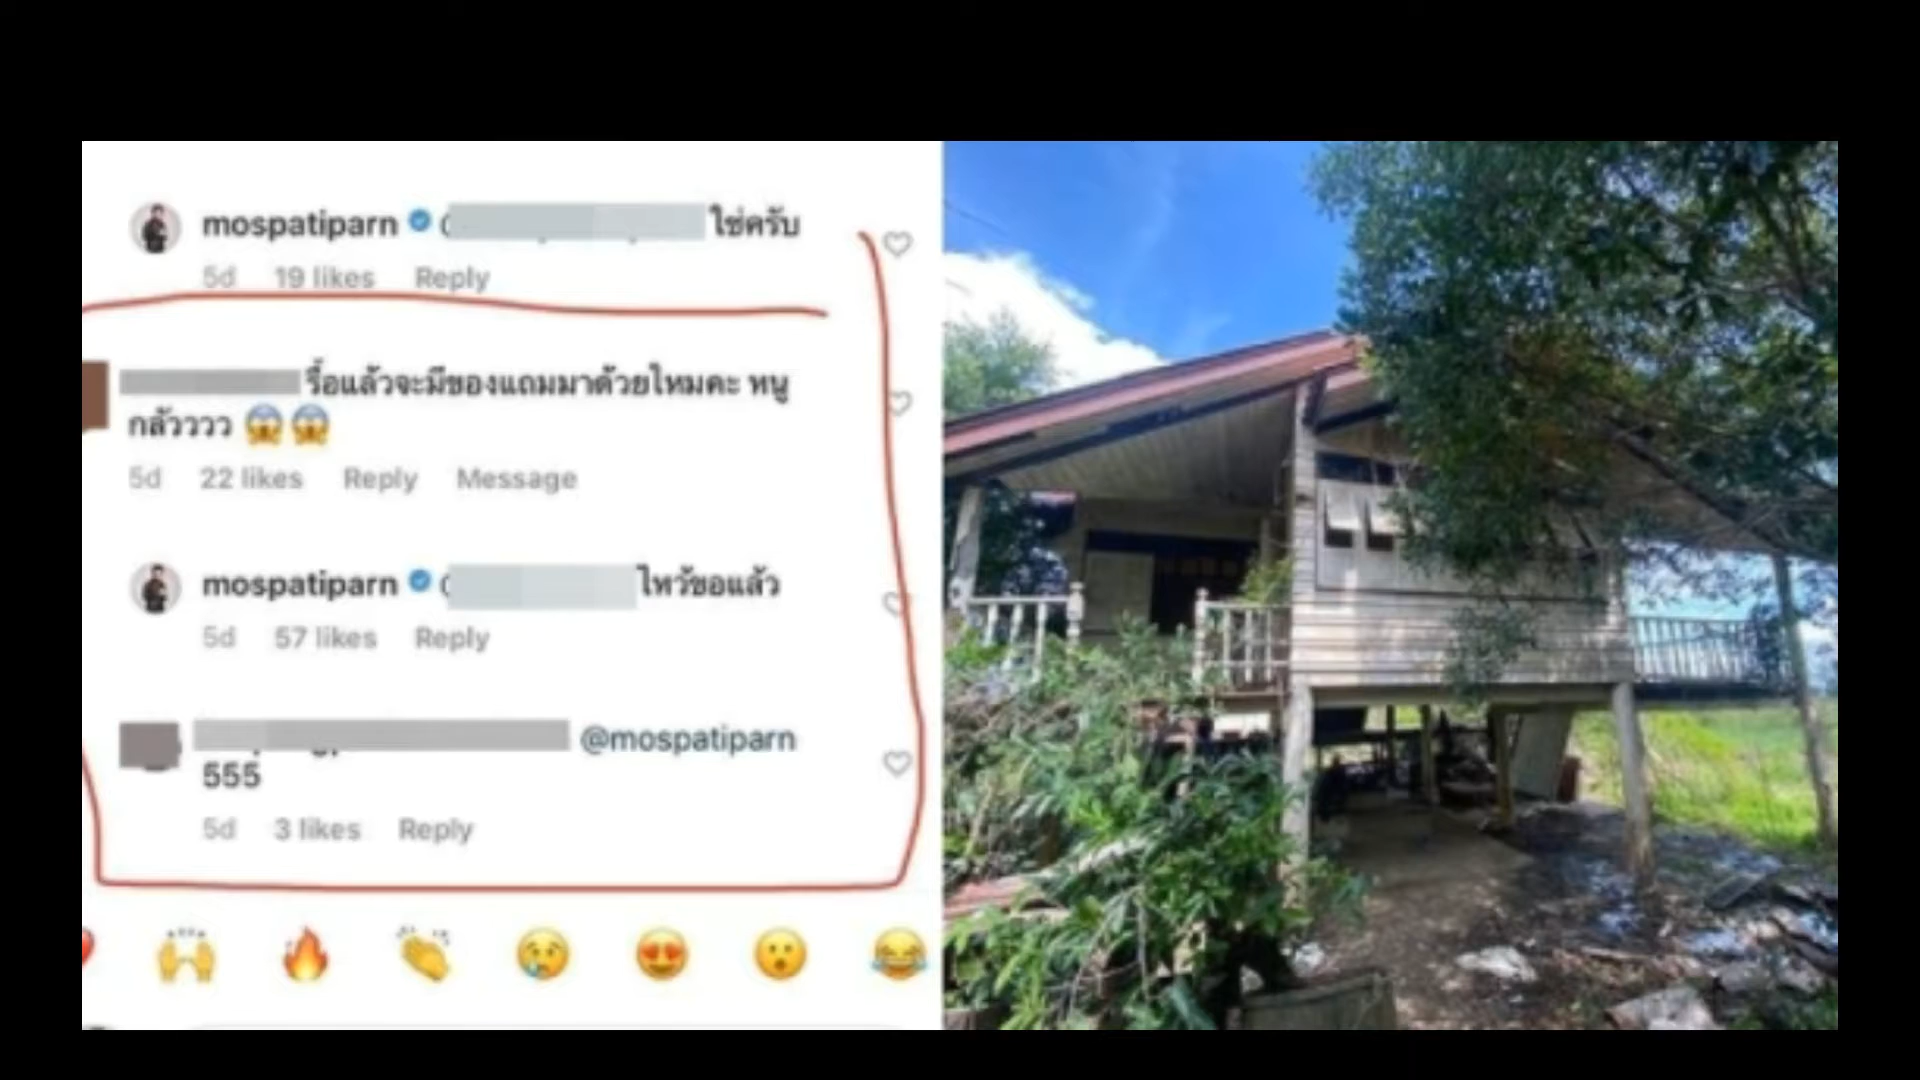 mospatiparn ใช่ครับ
5d 19 likes Reply
รื้อแล้วจะมีของแถมมาด้วยไหมคะ หนู
กลัวววว 😱😱
5d 22 likes Reply Message
mospatiparn ไหว้ขอแล้ว
5d 57 likes Reply
@mospatiparn
555
5d 3 likes Reply